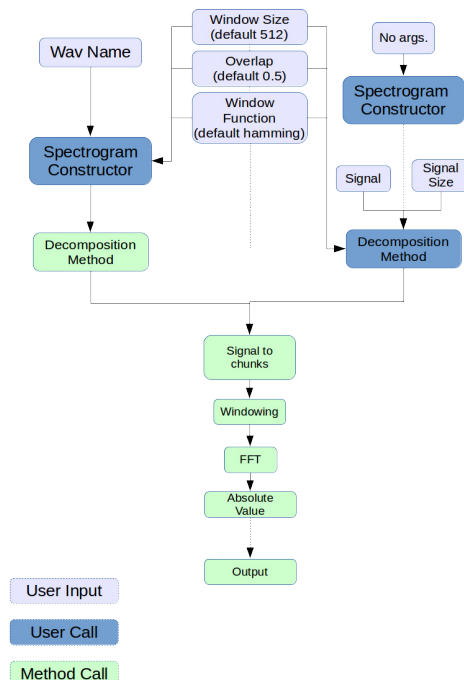 Window Size
(default 512)
No args.
Wav Name
Overlap
(default 0.5)
Spectrogram
Constructor
Window
Function
(default hamming)
Spectrogram
Constructor
Signal
Signal
Size
Decomposition
Method
Decomposition
Method
Signal to
chunks
Windowing
FFT
Absolute
Value
Output
User Input
User Call
Method Call